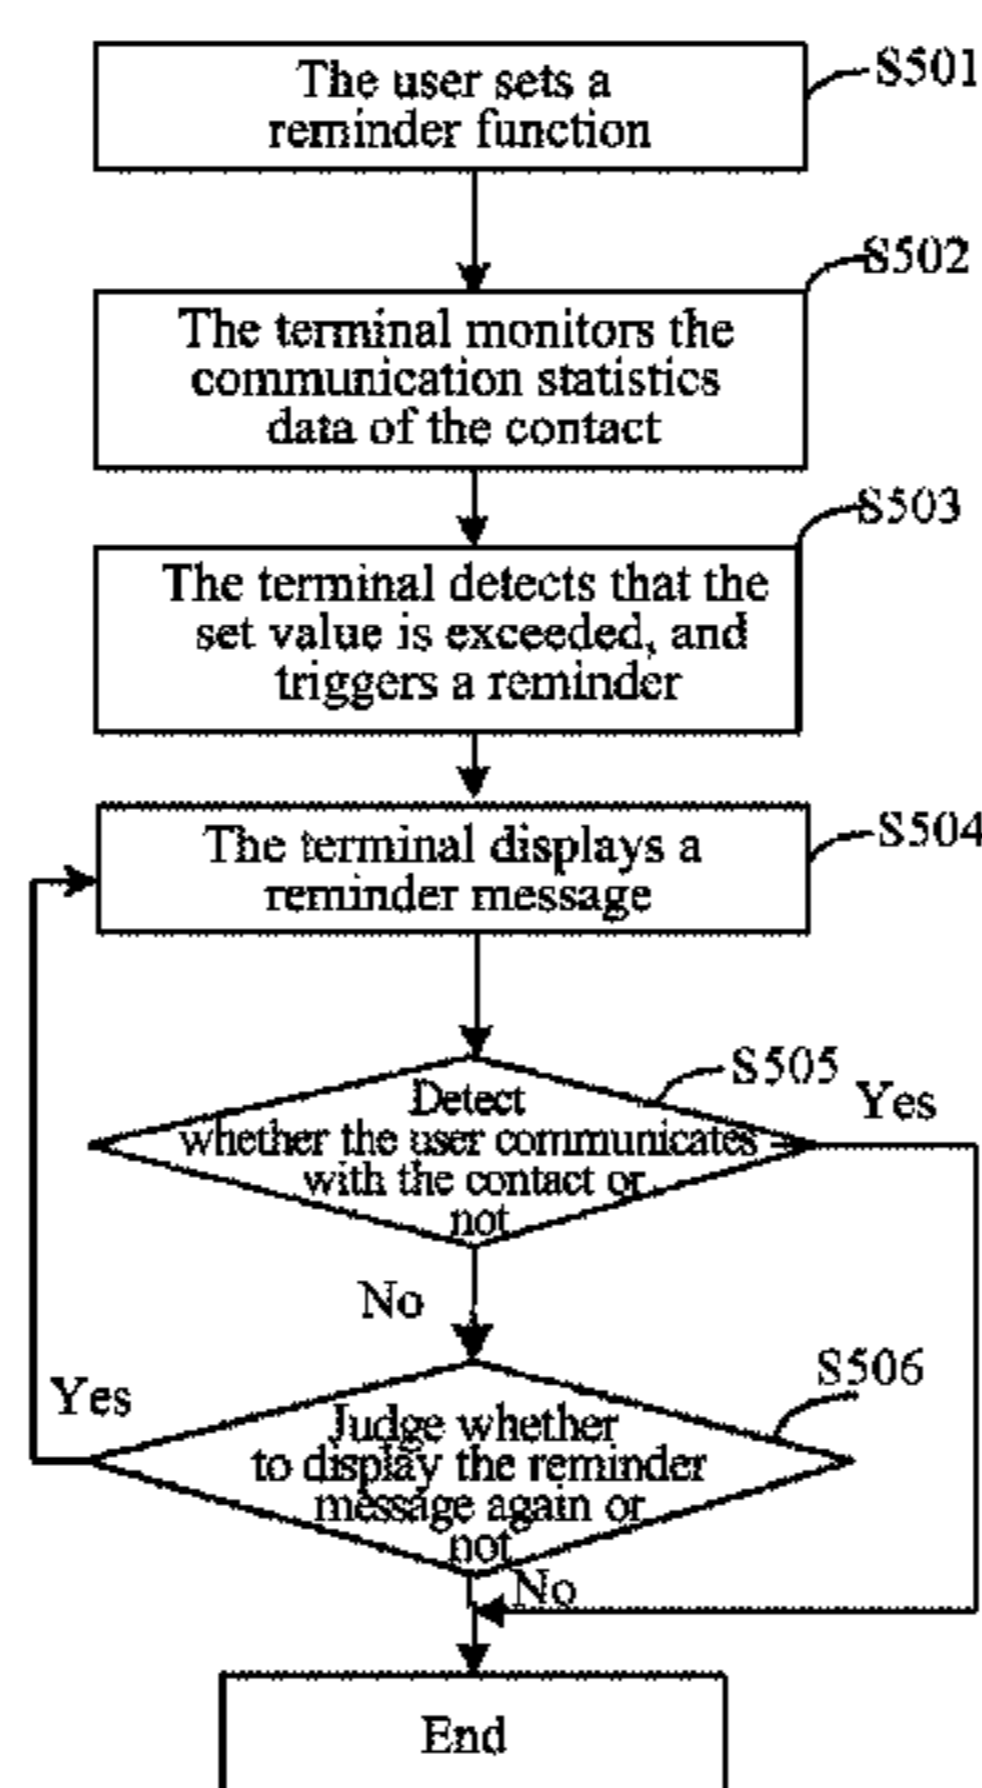 The user sets a
reminder function
S501
S502
The terminal monitors the
communication statistics
data of the contact
S503
The terminal detects that the
set value is exceeded, and
triggers a reminder
S504
The terminal displays a
reminder message
S505
Yes
Detect
whether the user communicates
with the contact or
not
No
S506
Yes
Judge whether
to display the reminder
message again or
not
No
End